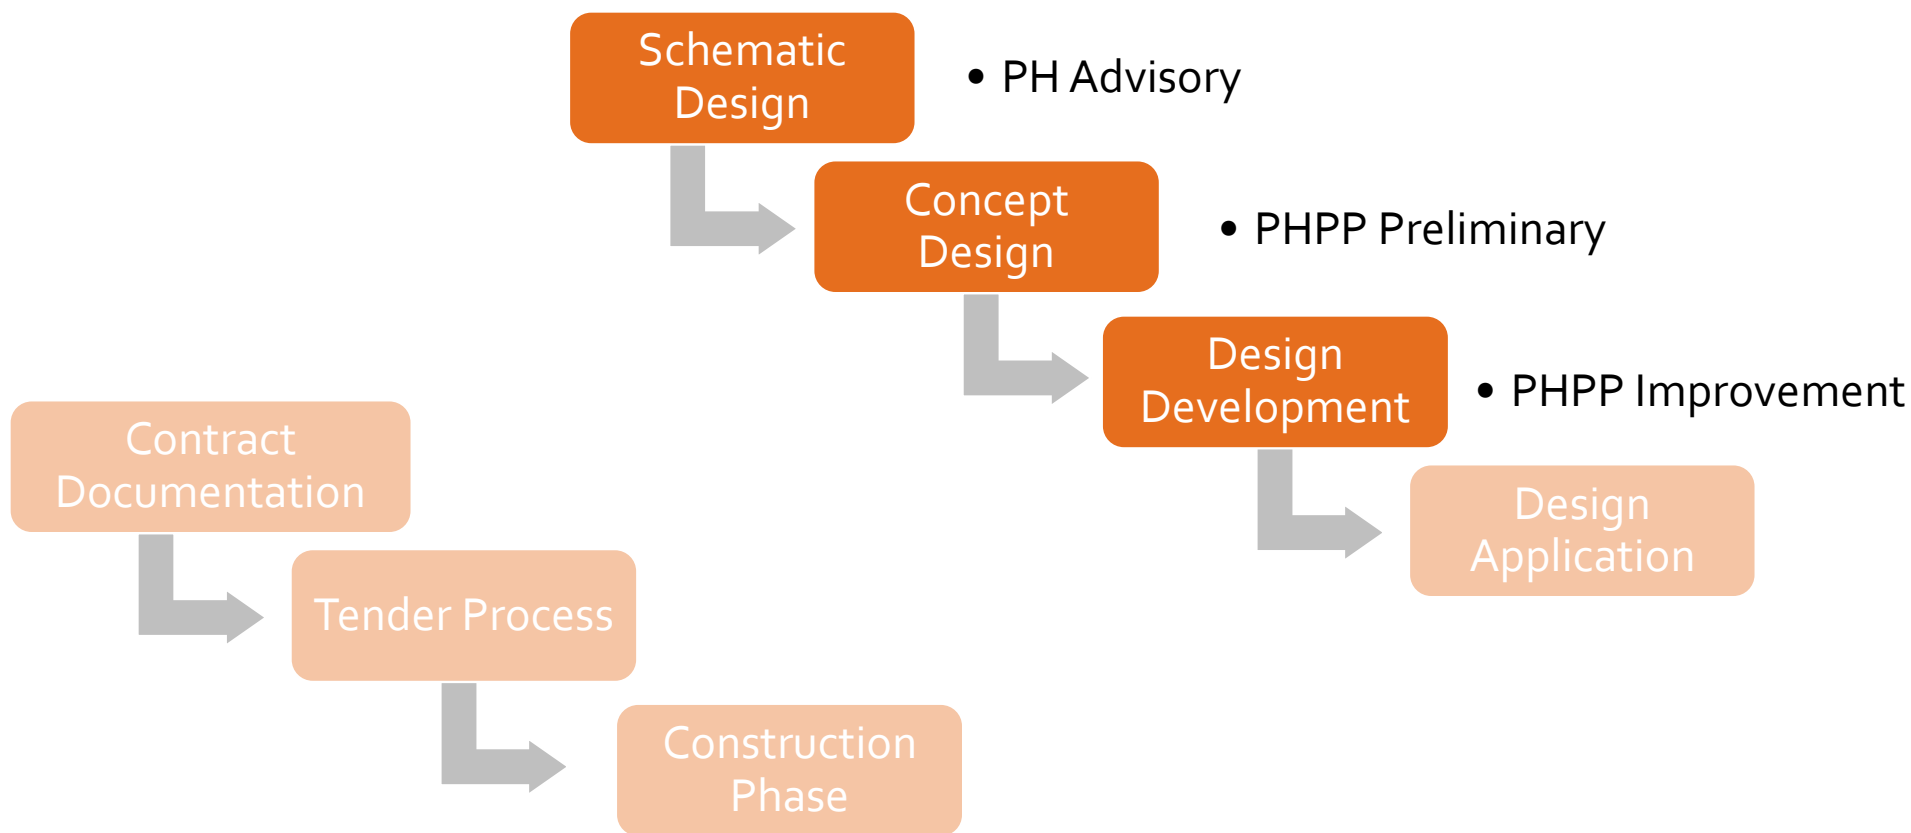 Schematic
Design
• PH Advisory
Concept
Design
• PHPP Preliminary
Design
Development
• PHPP Improvement
Design
Application
Contract
Documentation
Tender Process
Construction
Phase